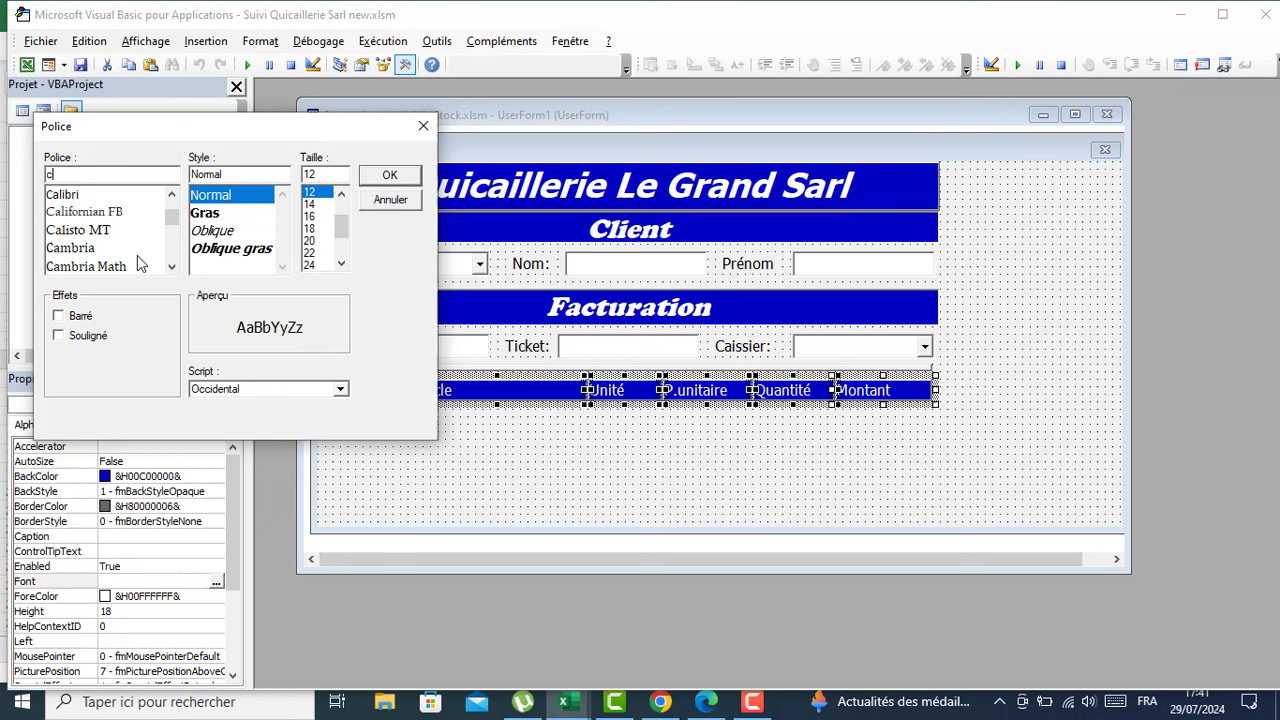 Microsoft Visual Basic pour Applications - Suivi Quicaillerie Sarl new.xlsm
Fichier Edition Affichage Insertion Format Débogage Exécution Outils Compléments Fenêtre ?
Projet - VBAProject
stock.xlsm - UserForm1 (UserForm)
Police
Police : Style : Taille :
c Normal 12 OK
Calibri Normal 12 Annuler
Californian FB Gras 14
Calisto MT Oblique 16
Cambria Oblique gras 18
Cambria Math 20
22
24
Effets Aperçu
Barré
Souligné
AaBbYyZz
Script :
Occidental
uicaillerie Le Grand Sarl
Client
Nom: Prénom
Facturation
Ticket: Caissier:
cle Unité P.unitaire Quantité Montant
Accelerator
AutoSize False
BackColor &H00C00000&
BackStyle 1 - fmBackStyleOpaque
BorderColor &H80000006&
BorderStyle 0 - fmBorderStyleNone
Caption
ControlTipText
Enabled True
Font ...
ForeColor &H00FFFFFF&
Height 18
HelpContextID 0
Left
MousePointer 0 - fmMousePointerDefault
PicturePosition 7 - fmPicturePositionAboveC
Taper ici pour rechercher
Actualités des médail...
FRA
17:41
29/07/2024